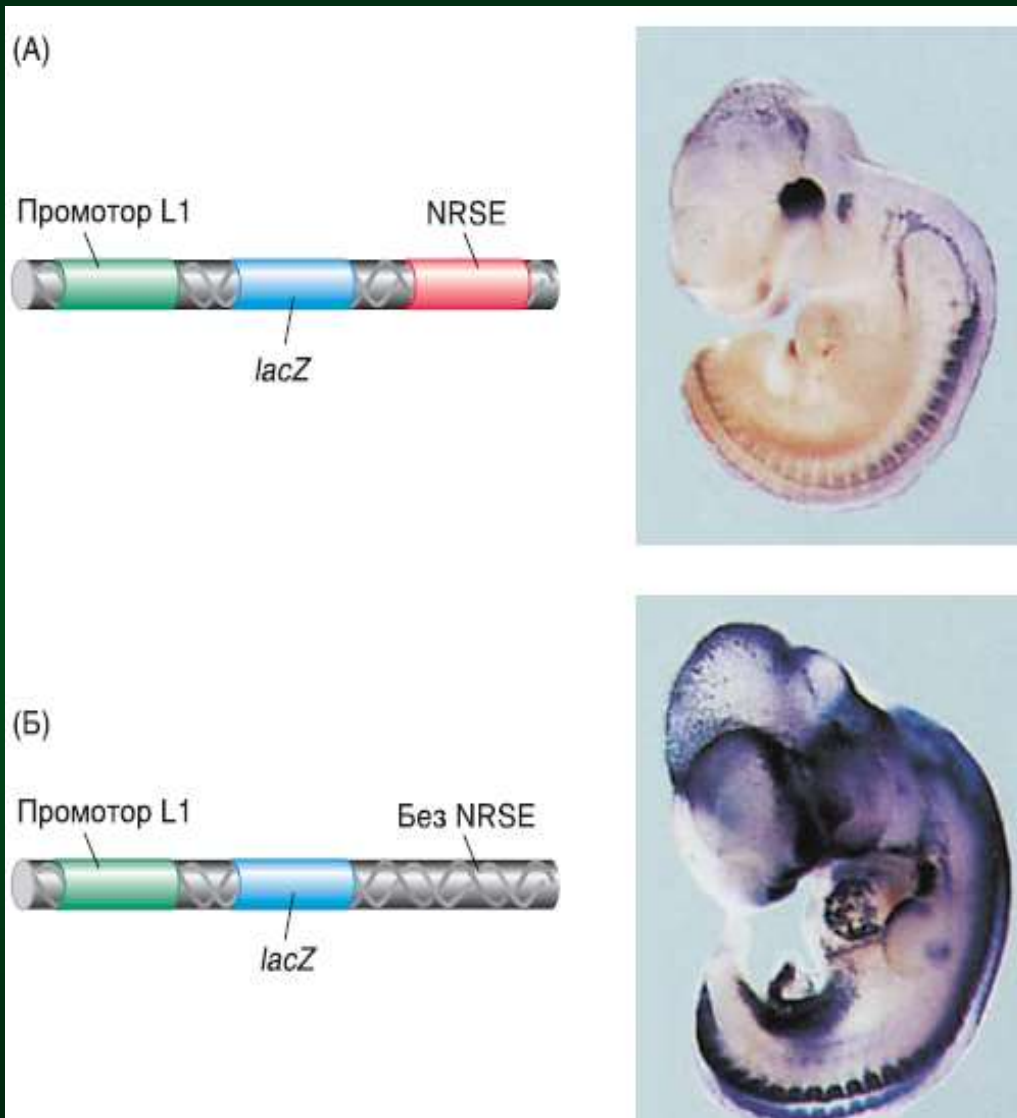 (А)
Промотор L1
NRSE
lacZ
(Б)
Промотор L1
Без NRSE
lacZ